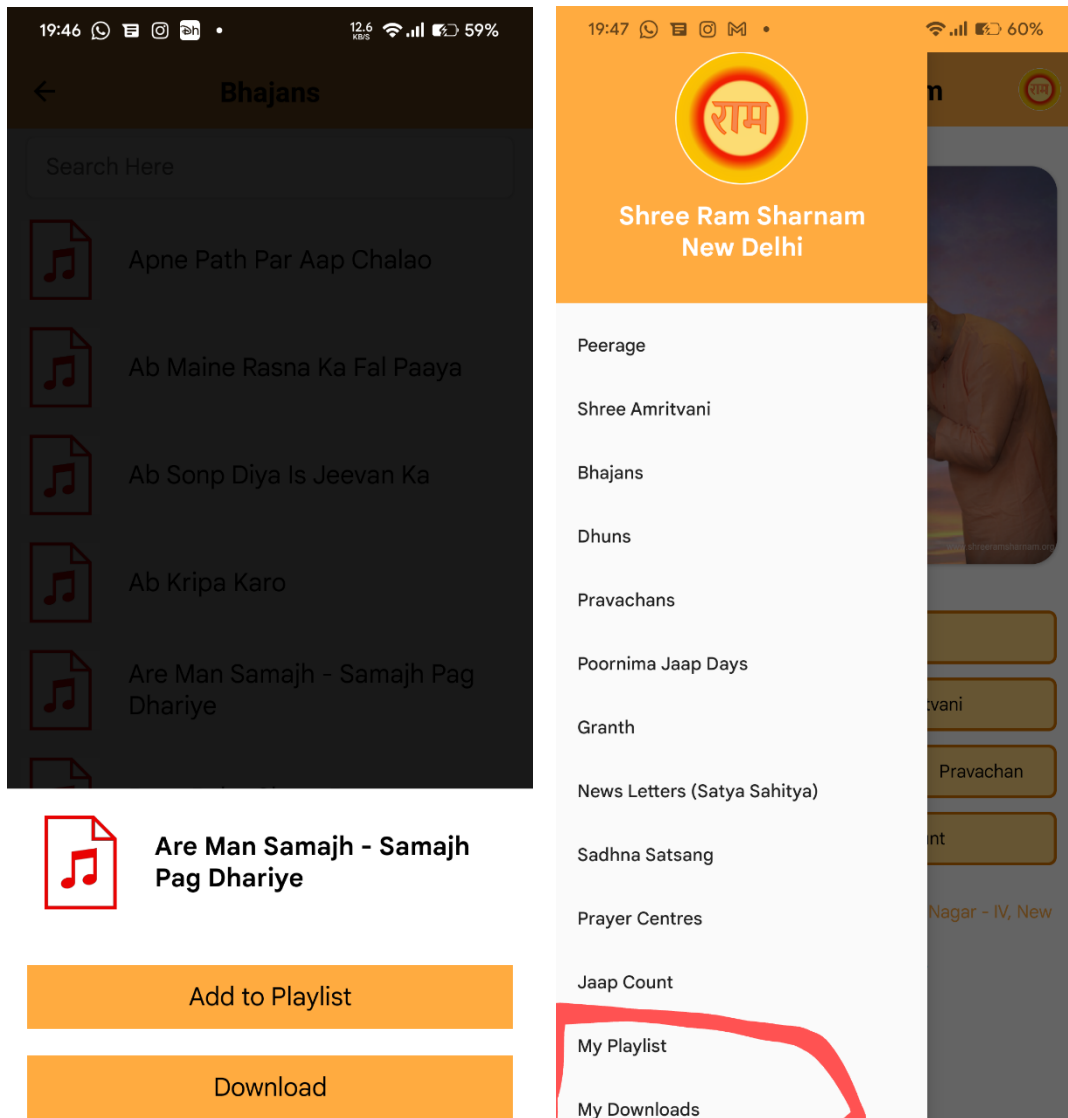 19:46
12.6
KB/S
59%
Bhajans
Search Here
Apne Path Par Aap Chalao
Ab Maine Rasna Ka Fal Paaya
Ab Sonp Diya Is Jeevan Ka
Ab Kripa Karo
Are Man Samajh - Samajh Pag
Dhariye
Are Man Samajh - Samajh
Pag Dhariye
Add to Playlist
Download
19:47
60%
राम
m
राम
Shree Ram Sharnam
New Delhi
Peerage
Shree Amritvani
Bhajans
Dhuns
shreeramsharnam.org
Pravachans
Poornima Jaap Days
Granth
tvani
Pravachan
News Letters (Satya Sahitya)
Sadhna Satsang
nt
Prayer Centres
Nagar - IV, New
Jaap Count
My Playlist
My Downloads